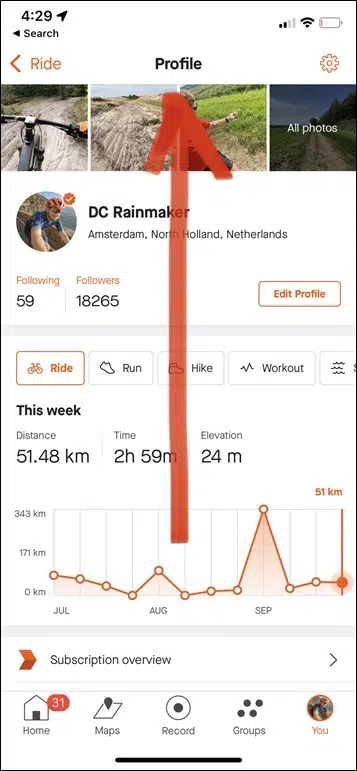 4:29
Search
Ride
Profile
All photos
DC Rainmaker
Amsterdam, North Holland, Netherlands
Following
Followers
59
18265
Edit Profile
Ride
Run
Hike
Workout
This week
Distance
Time
Elevation
51.48 km
2h 59m
24 m
51 km
343 km
171 km
0 km
JUL
AUG
SEP
Subscription overview
31
Home
Maps
Record
Groups
You